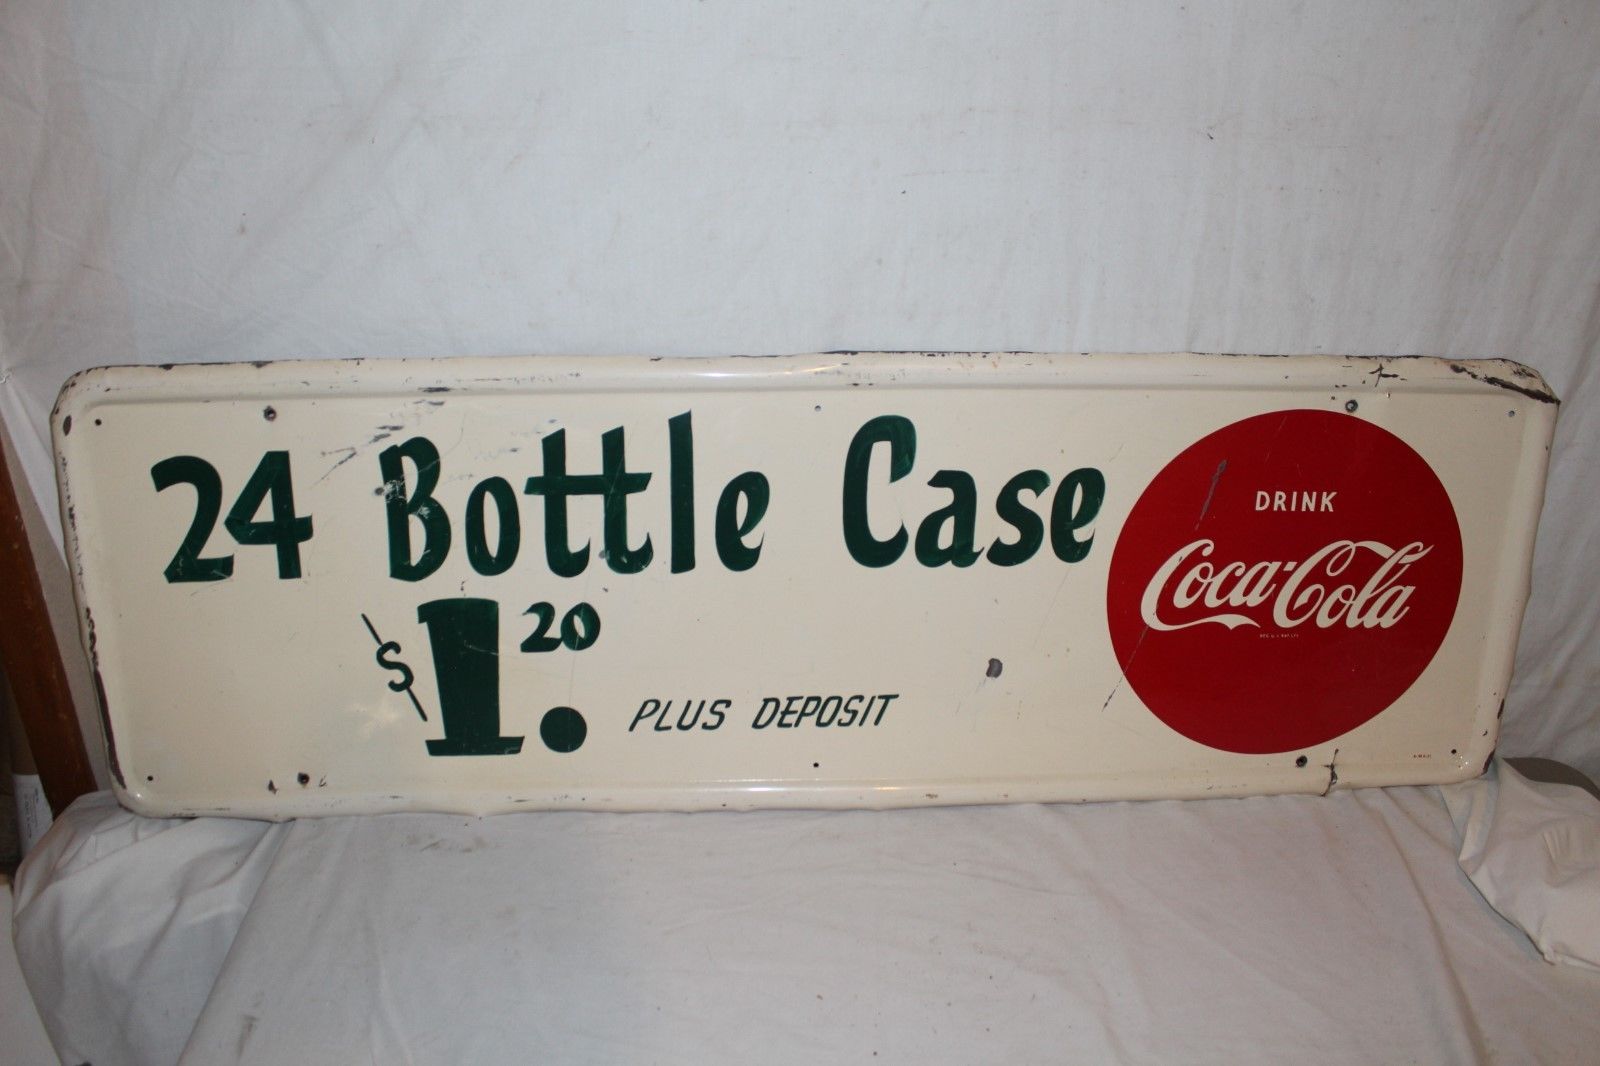 24 Bottle Case
$1.20
PLUS DEPOSIT
DRINK
Coca-Cola